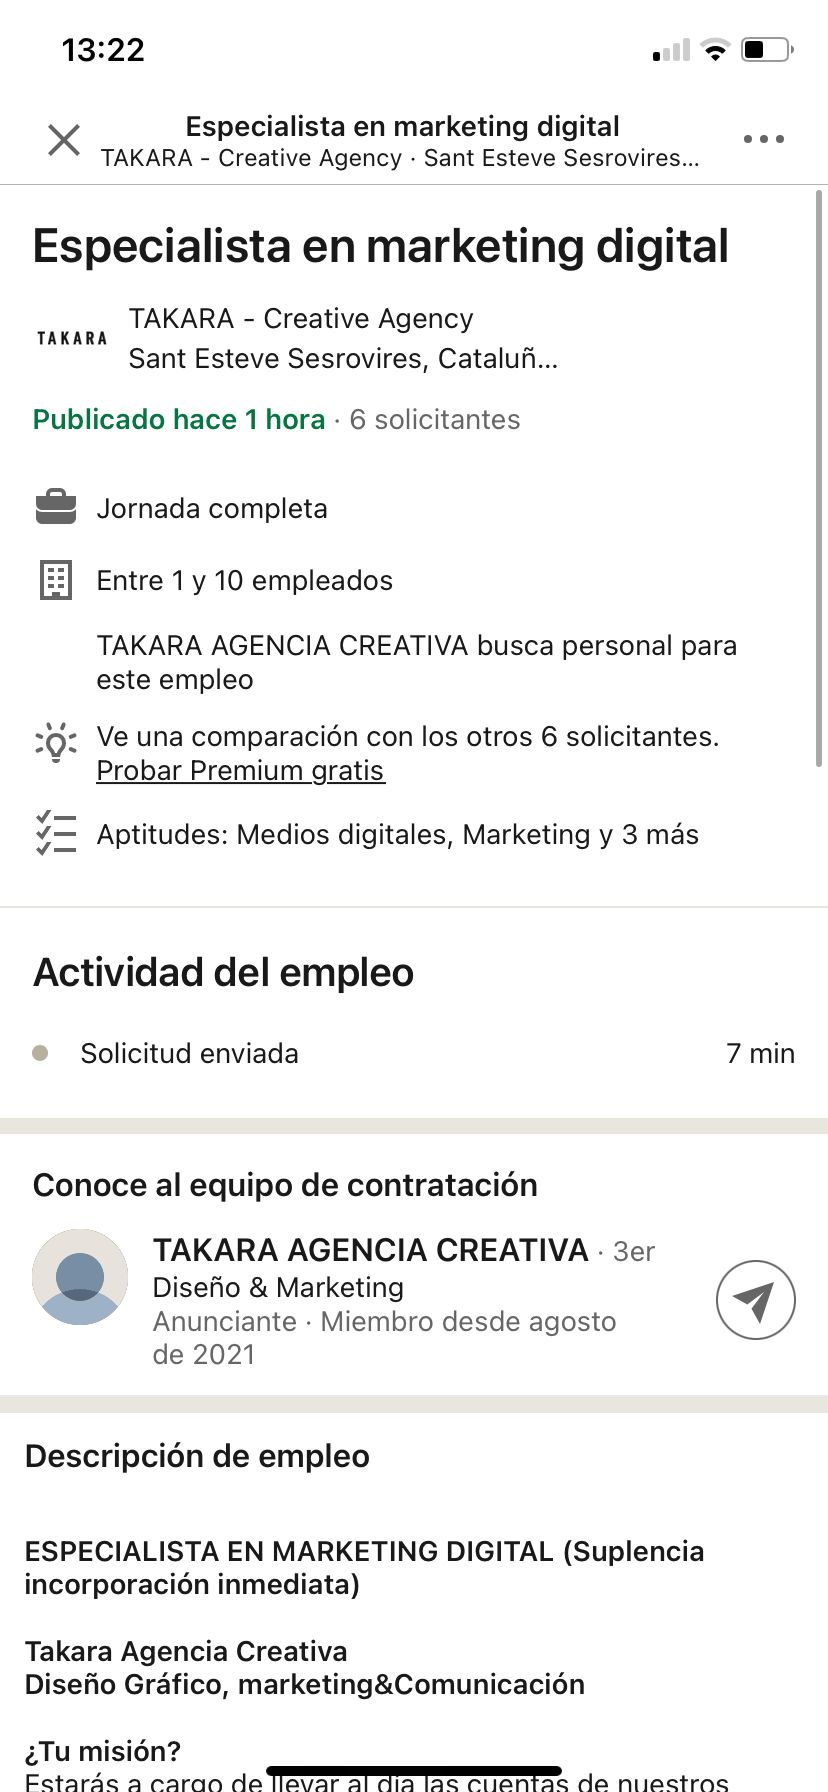 13:22
Especialista en marketing digital
TAKARA - Creative Agency · Sant Esteve Sesrovires...
Especialista en marketing digital
TAKARA
TAKARA - Creative Agency
Sant Esteve Sesrovires, Cataluñ...
Publicado hace 1 hora · 6 solicitantes
Jornada completa
Entre 1 y 10 empleados
TAKARA AGENCIA CREATIVA busca personal para
este empleo
Ve una comparación con los otros 6 solicitantes.
Probar Premium gratis
Aptitudes: Medios digitales, Marketing y 3 más
Actividad del empleo
Solicitud enviada 7 min
Conoce al equipo de contratación
TAKARA AGENCIA CREATIVA · 3er
Diseño & Marketing
Anunciante · Miembro desde agosto
de 2021
Descripción de empleo
ESPECIALISTA EN MARKETING DIGITAL (Suplencia
incorporación inmediata)
Takara Agencia Creativa
Diseño Gráfico, marketing&Comunicación
¿Tu misión?
Estarás a cargo de llevar al día las cuentas de nuestros